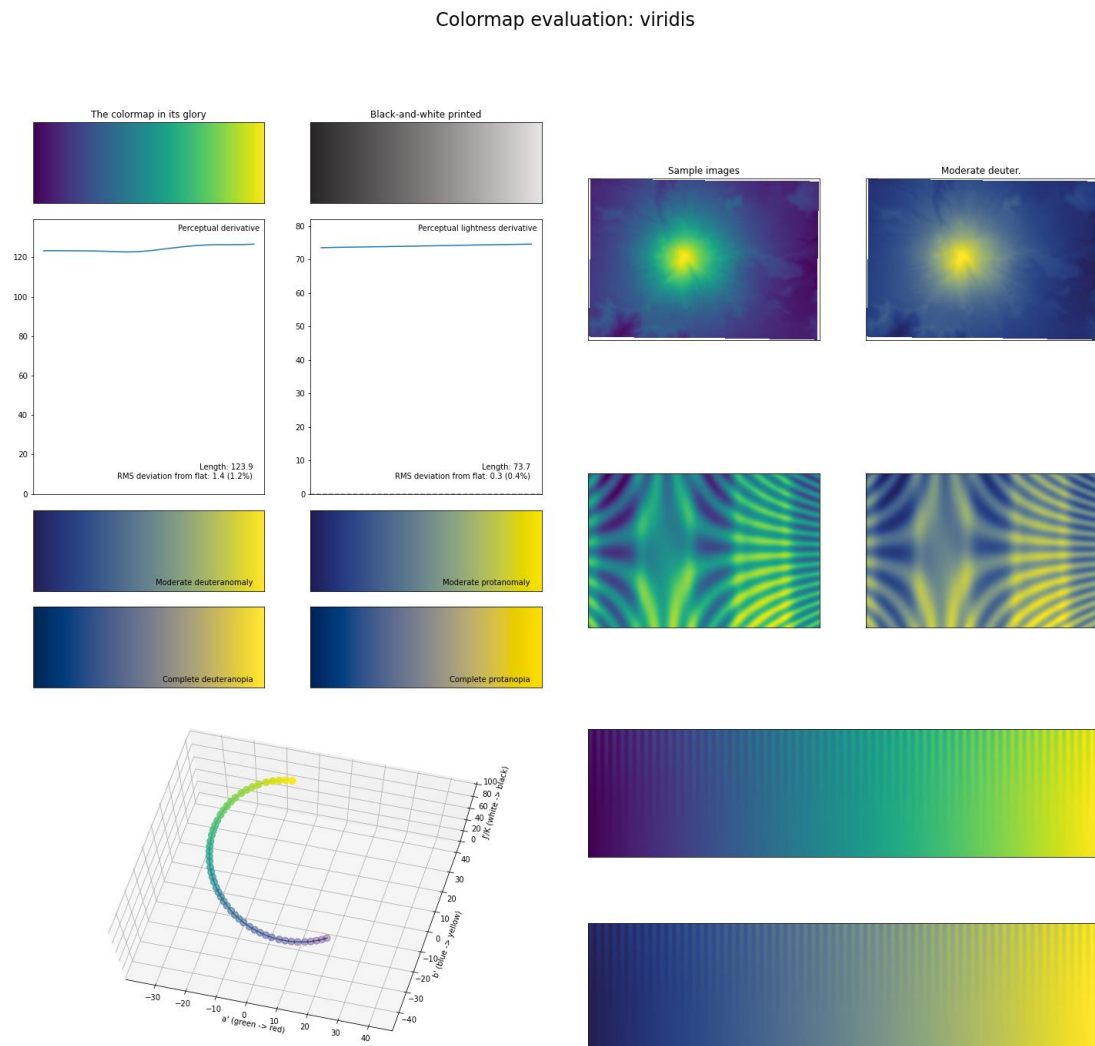 Colormap evaluation: viridis
The colormap in its glory
Black-and-white printed
Sample images
Moderate deuter.
Perceptual derivative
120
100
80
60
40
20
0
Length: 123.9
RMS deviation from flat: 1.4 (1.2%)
Perceptual lightness derivative
80
70
60
50
40
30
20
10
0
Length: 73.7
RMS deviation from flat: 0.3 (0.4%)
Moderate deuteranomaly
Moderate protanomaly
Complete deuteranopia
Complete protanopia
100
80
60
40
20
0
J'/K (white -> black)
40
30
20
10
0
−10
−20
−30
−40
b' (blue -> yellow)
−30
−20
−10
0
10
20
30
40
a' (green -> red)